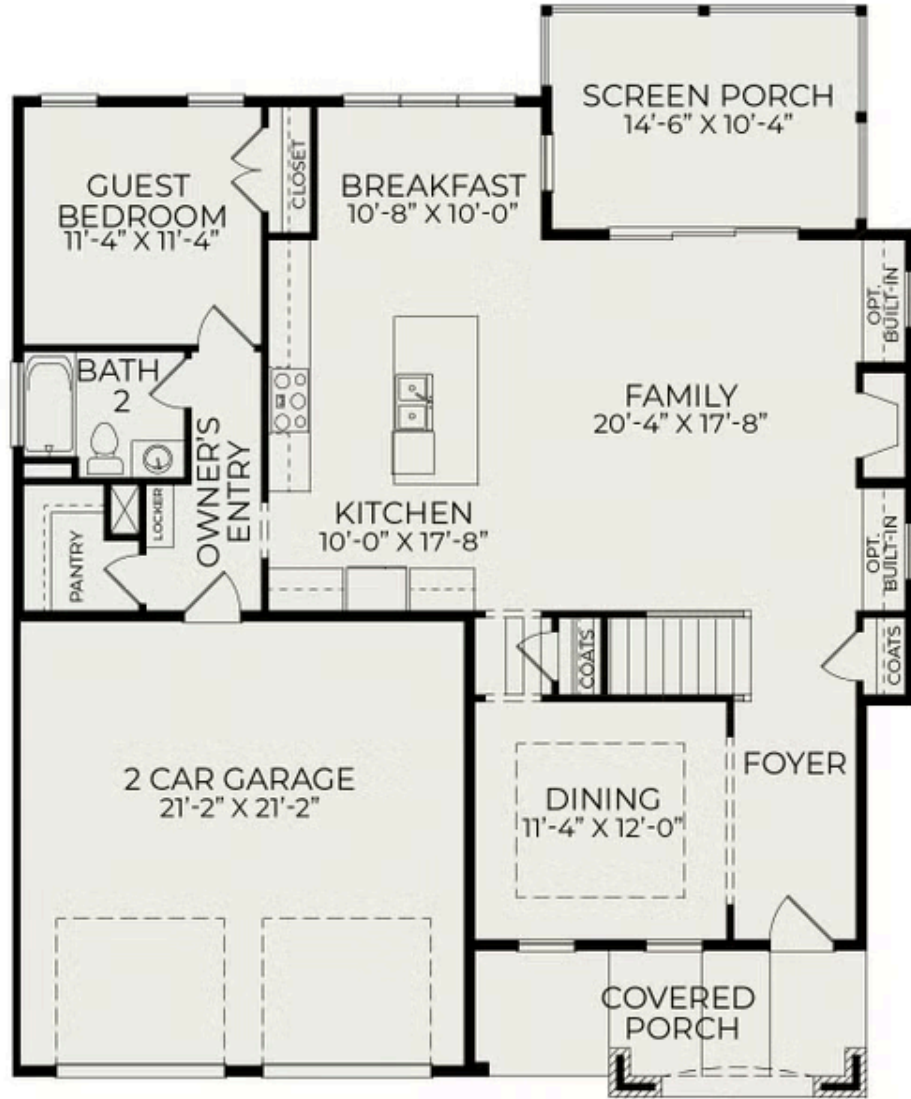 SCREEN PORCH
14'-6" X 10'-4"
CLOSET
GUEST
BEDROOM
11'-4" X 11'-4"
BREAKFAST
10'-8" X 10'-0"
OPT.
BUILT-IN
BATH
2
FAMILY
20'-4" X 17'-8"
OWNER'S
ENTRY
LOCKER
PANTRY
KITCHEN
10'-0" X 17'-8"
OPT.
BUILT-IN
COATS
COATS
2 CAR GARAGE
21'-2" X 21'-2"
DINING
11'-4" X 12'-0"
FOYER
COVERED
PORCH